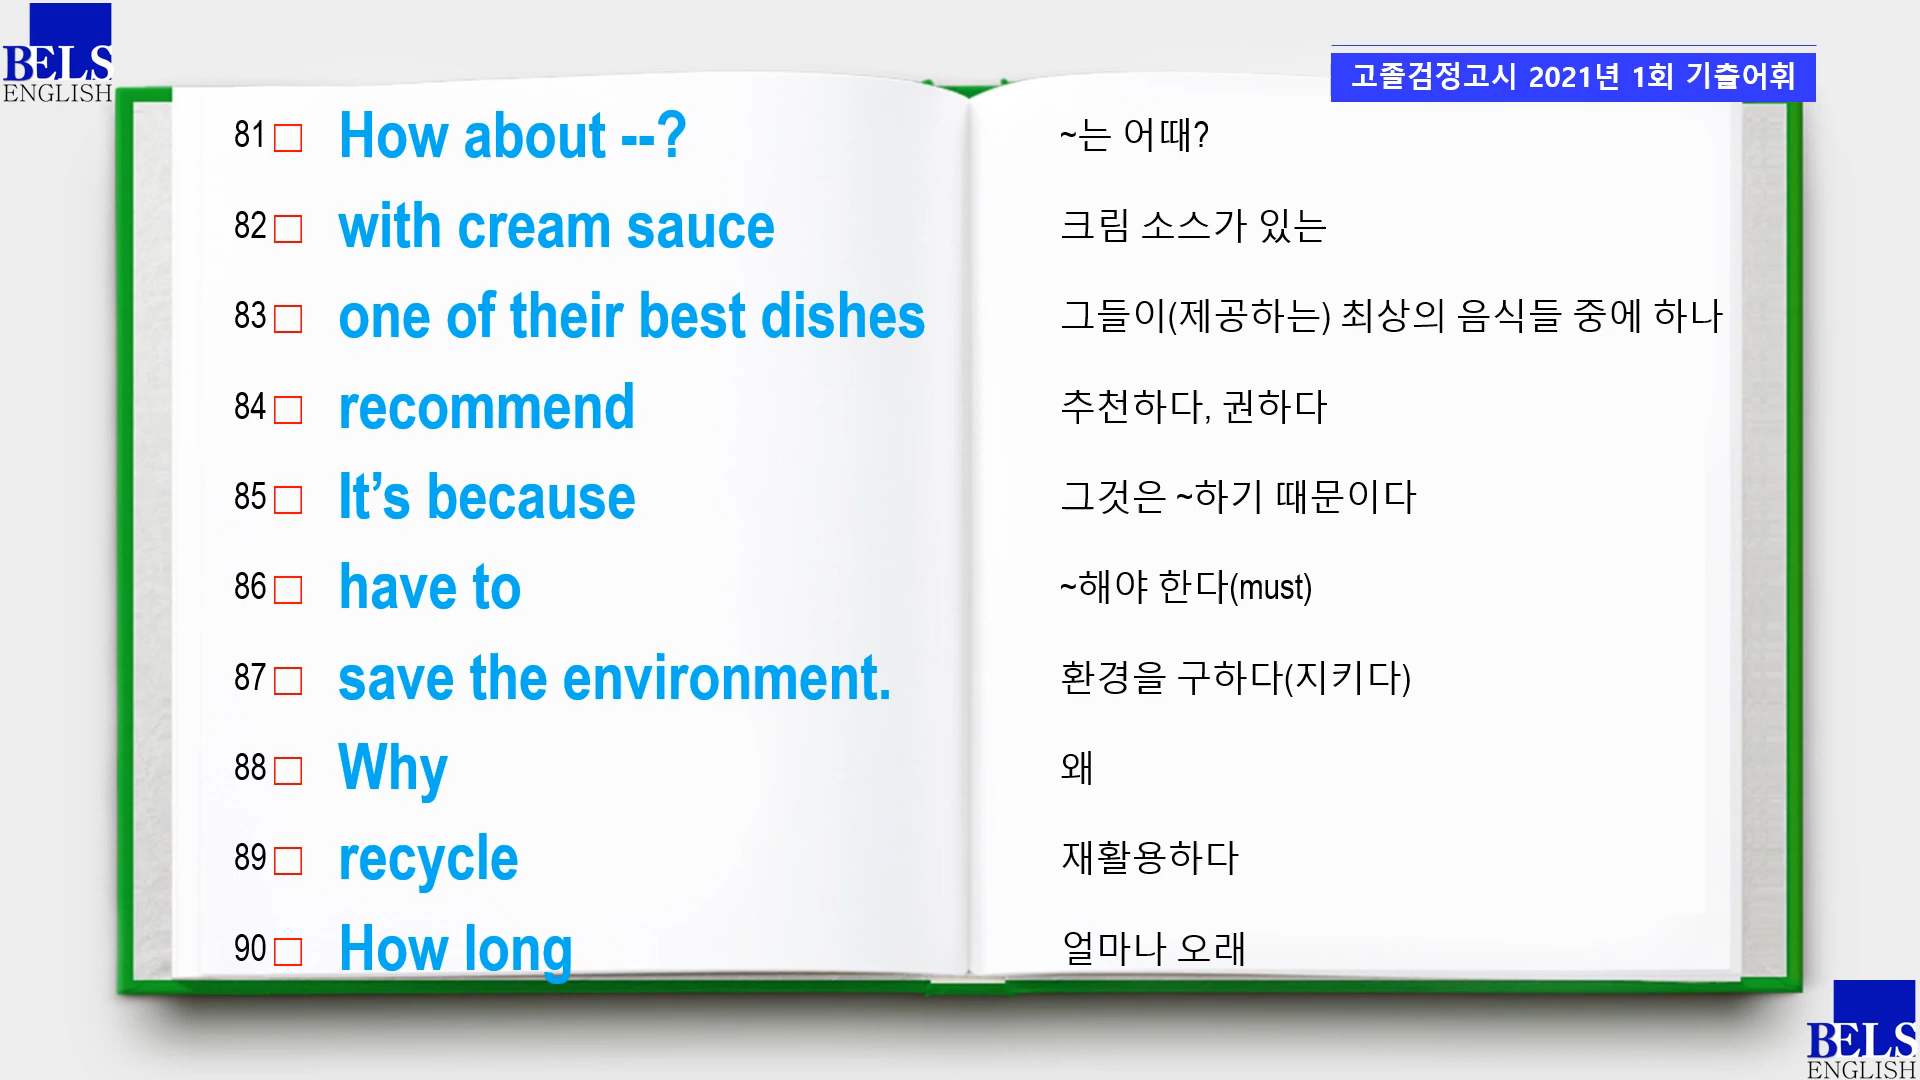 BELS
ENGLISH
고졸검정고시 2021년 1회 기출어휘
81 □ How about --? ~는 어때?
82 □ with cream sauce 크림 소스가 있는
83 □ one of their best dishes 그들이(제공하는) 최상의 음식들 중에 하나
84 □ recommend 추천하다, 권하다
85 □ It’s because 그것은 ~하기 때문이다
86 □ have to ~해야 한다(must)
87 □ save the environment. 환경을 구하다(지키다)
88 □ Why 왜
89 □ recycle 재활용하다
90 □ How long 얼마나 오래
BELS
ENGLISH